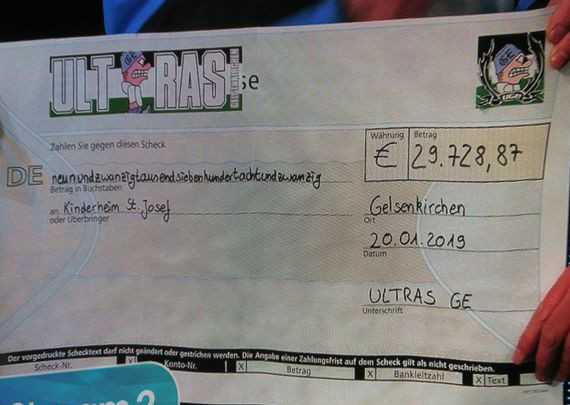 ULTRAS
GELSENKIRCHEN
se
GE
Zahlen Sie gegen diesen Scheck
Währung
Betrag
€
29.728,87
DE
neunundzwanzigtausendsiebenhundertachtundzwanzig
Betrag in Buchstaben
an Kinderheim St. Josef
oder Überbringer
Gelsenkirchen
Ort
20.01.2019
Datum
ULTRAS GE
Unterschrift
Der vorgedruckte Schecktext darf nicht geändert oder gestrichen werden. Die Angabe einer Zahlungsfrist auf dem Scheck gilt als nicht geschrieben.
Scheck-Nr. X Konto-Nr. X Betrag X Bankleitzahl X Text